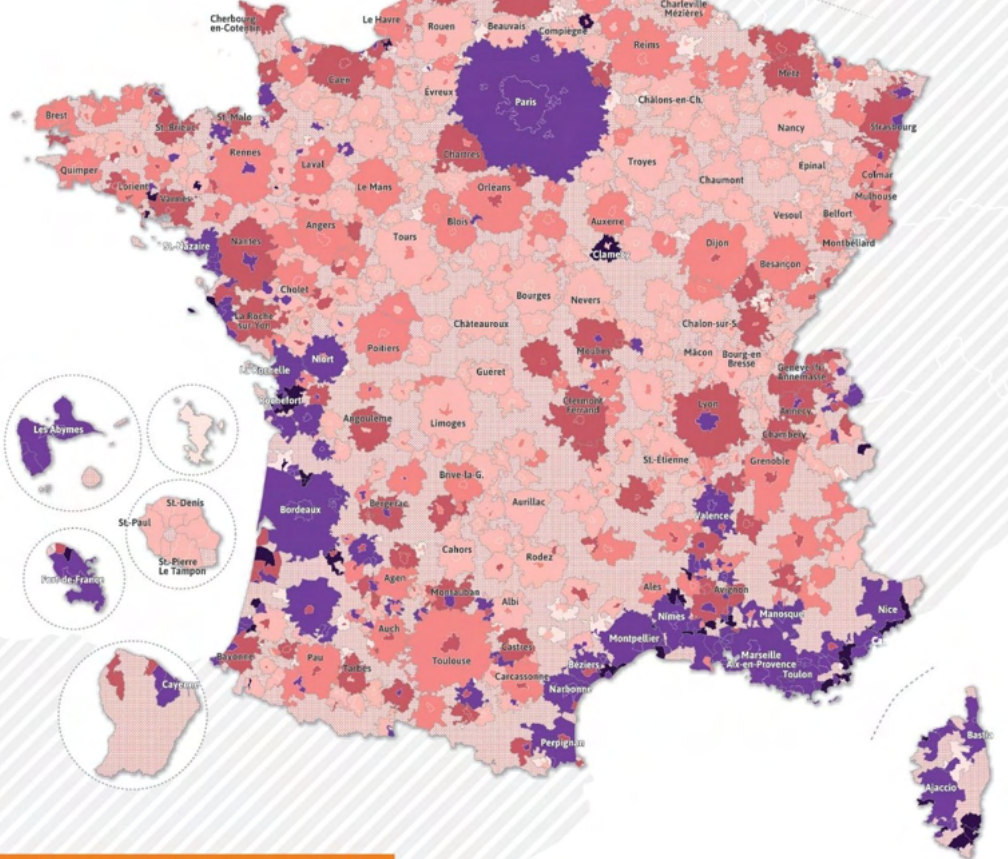 Charleville
Mézières
Cherbourg
en-Cotentin
Le Havre
Rouen
Beauvais
Compiègne
Reims
Caen
Metz
Évreux
Paris
Châlons-en-Ch.
Brest
St-Brieuc
St-Malo
Nancy
Strasbourg
Rennes
Chartres
Quimper
Laval
Troyes
Epinal
Colmar
Lorient
Vannes
Le Mans
Orléans
Chaumont
Mulhouse
Blois
Auxerre
Vesoul
Belfort
Angers
Tours
St-Nazaire
Nantes
Dijon
Montbéliard
Clamecy
Besançon
Cholet
Bourges
Nevers
La Roche
sur-Yon
Châteauroux
Chalon-sur-S.
Poitiers
Moulins
Niort
Mâcon
Bourg-en
Bresse
La Rochelle
Guéret
Annemasse
Rochefort
Clermont
Ferrand
Lyon
Annecy
Angoulême
Limoges
Les Abymes
Chambéry
St.-Étienne
Grenoble
Brive-la-G.
St.-Denis
Bergerac
Aurillac
Bordeaux
Valence
St.-Paul
Cahors
Rodez
St.-Pierre
Le Tampon
Fort-de-France
Agen
Alès
Avignon
Montauban
Albi
Nîmes
Manosque
Nice
Auch
Montpellier
Castres
Bayonne
Pau
Tarbes
Toulouse
Béziers
Marseille
Aix-en-Provence
Carcassonne
Toulon
Narbonne
Cayenne
Perpignan
Bastia
Ajaccio